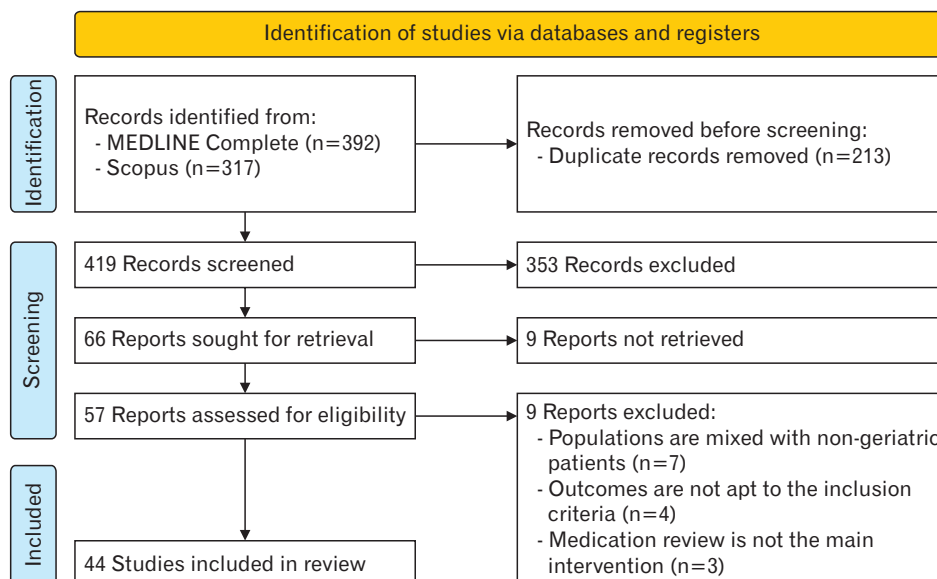 Identification of studies via databases and registers
Identification
Records identified from:
- MEDLINE Complete (n=392)
- Scopus (n=317)
Records removed before screening:
- Duplicate records removed (n=213)
Screening
419 Records screened
353 Records excluded
66 Reports sought for retrieval
9 Reports not retrieved
57 Reports assessed for eligibility
9 Reports excluded:
- Populations are mixed with non-geriatric
patients (n=7)
- Outcomes are not apt to the inclusion
criteria (n=4)
- Medication review is not the main
intervention (n=3)
Included
44 Studies included in review